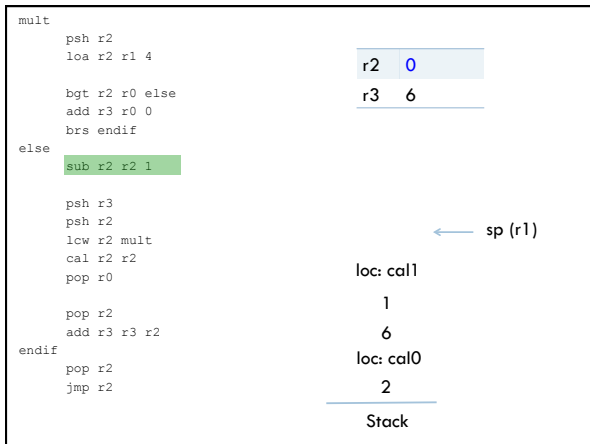 mult
psh r2
loa r2 r1 4
bgt r2 r0 else
add r3 r0 0
brs endif
else
sub r2 r2 1
psh r3
psh r2
lcw r2 mult
cal r2 r2
pop r0
pop r2
add r3 r3 r2
endif
pop r2
jmp r2
r2 0
r3 6
sp (r1)
loc: cal1
1
6
loc: cal0
2
Stack